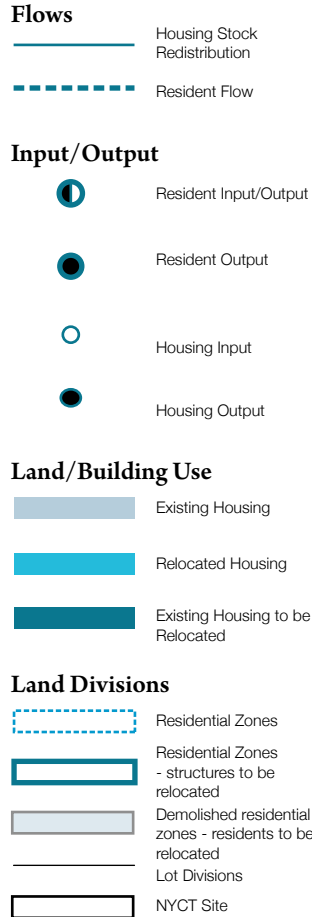 Flows
Housing Stock
Redistribution
Resident Flow
Input/Output
Resident Input/Output
Resident Output
Housing Input
Housing Output
Land/Building Use
Existing Housing
Relocated Housing
Existing Housing to be
Relocated
Land Divisions
Residential Zones
Residential Zones
- structures to be
relocated
Demolished residential
zones - residents to be
relocated
Lot Divisions
NYCT Site